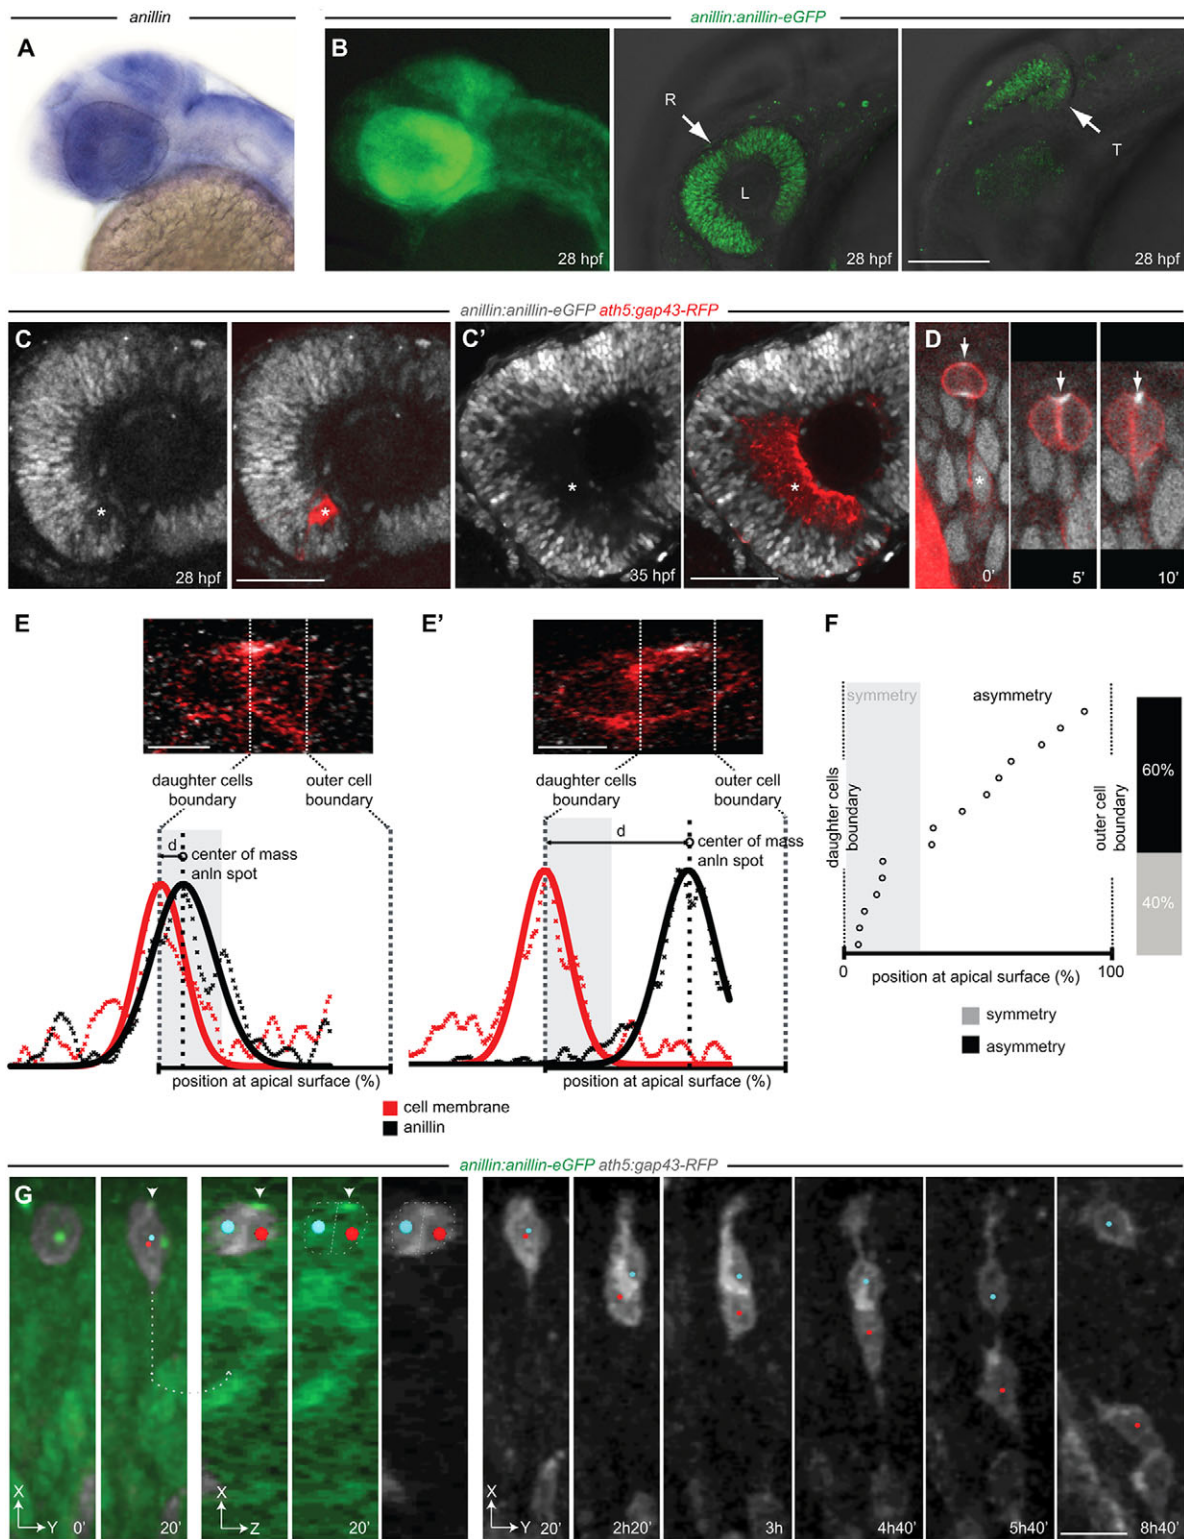 anillin
anillin:anillin-eGFP
A
B
R
L
T
28 hpf
28 hpf
28 hpf
anillin:anillin-eGFP ath5:gap43-RFP
C
C'
D
*
*
*
*
*
28 hpf
35 hpf
0'
5'
10'
E
E'
F
daughter cells
boundary
outer cell
boundary
d
center of mass
anln spot
position at apical surface (%)
daughter cells
boundary
outer cell
boundary
d
center of mass
anln spot
position at apical surface (%)
cell membrane
anillin
symmetry
asymmetry
daughter cells
boundary
outer cell
boundary
60%
40%
0
100
position at apical surface (%)
symmetry
asymmetry
anillin:anillin-eGFP ath5:gap43-RFP
G
X
Y
0'
20'
X
Z
20'
X
Y
20'
2h20'
3h
4h40'
5h40'
8h40'